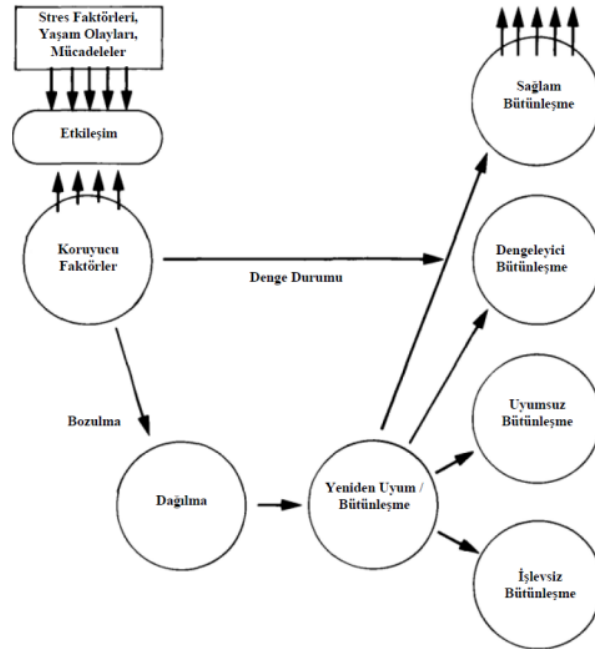 Stres Faktörleri,
Yaşam Olayları,
Mücadeleler
Etkileşim
Koruyucu
Faktörler
Denge Durumu
Bozulma
Dağılma
Yeniden Uyum /
Bütünleşme
Sağlam
Bütünleşme
Dengeleyici
Bütünleşme
Uyumsuz
Bütünleşme
İşlevsiz
Bütünleşme